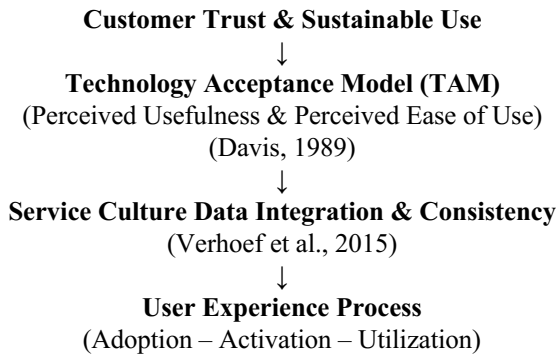 Customer Trust & Sustainable Use
↓
Technology Acceptance Model (TAM)
(Perceived Usefulness & Perceived Ease of Use)
(Davis, 1989)
↓
Service Culture Data Integration & Consistency
(Verhoef et al., 2015)
↓
User Experience Process
(Adoption – Activation – Utilization)